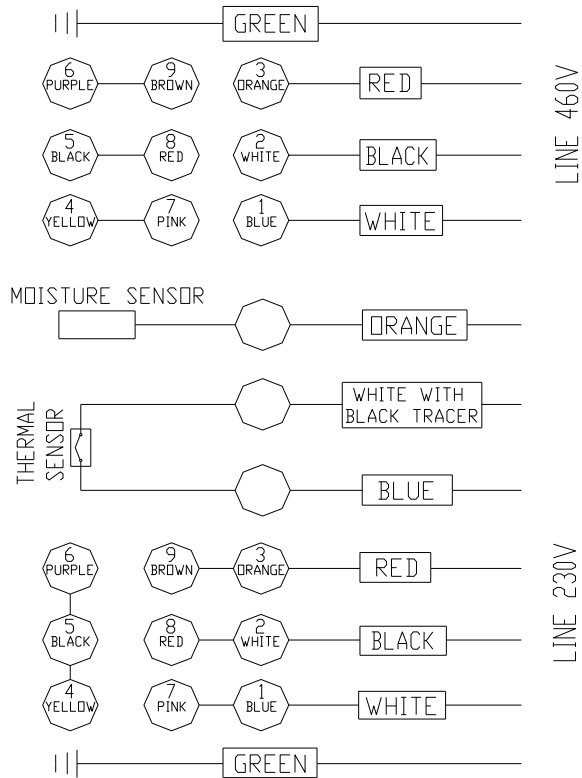 GREEN
6 PURPLE 9 BROWN 3 ORANGE RED
5 BLACK 8 RED 2 WHITE BLACK
4 YELLOW 7 PINK 1 BLUE WHITE
LINE 460V
MOISTURE SENSOR
ORANGE
THERMAL
SENSOR
WHITE WITH
BLACK TRACER
BLUE
6 PURPLE 9 BROWN 3 ORANGE RED
5 BLACK 8 RED 2 WHITE BLACK
4 YELLOW 7 PINK 1 BLUE WHITE
LINE 230V
GREEN